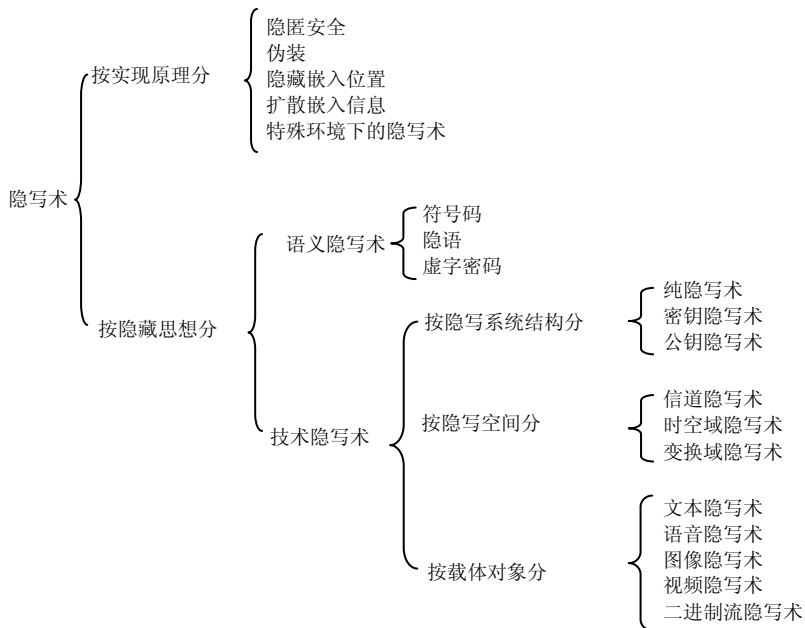 隐写术
按实现原理分
隐匿安全
伪装
隐藏嵌入位置
扩散嵌入信息
特殊环境下的隐写术
按隐藏思想分
语义隐写术
符号码
隐语
虚字密码
技术隐写术
按隐写系统结构分
纯隐写术
密钥隐写术
公钥隐写术
按隐写空间分
信道隐写术
时空域隐写术
变换域隐写术
按载体对象分
文本隐写术
语音隐写术
图像隐写术
视频隐写术
二进制流隐写术